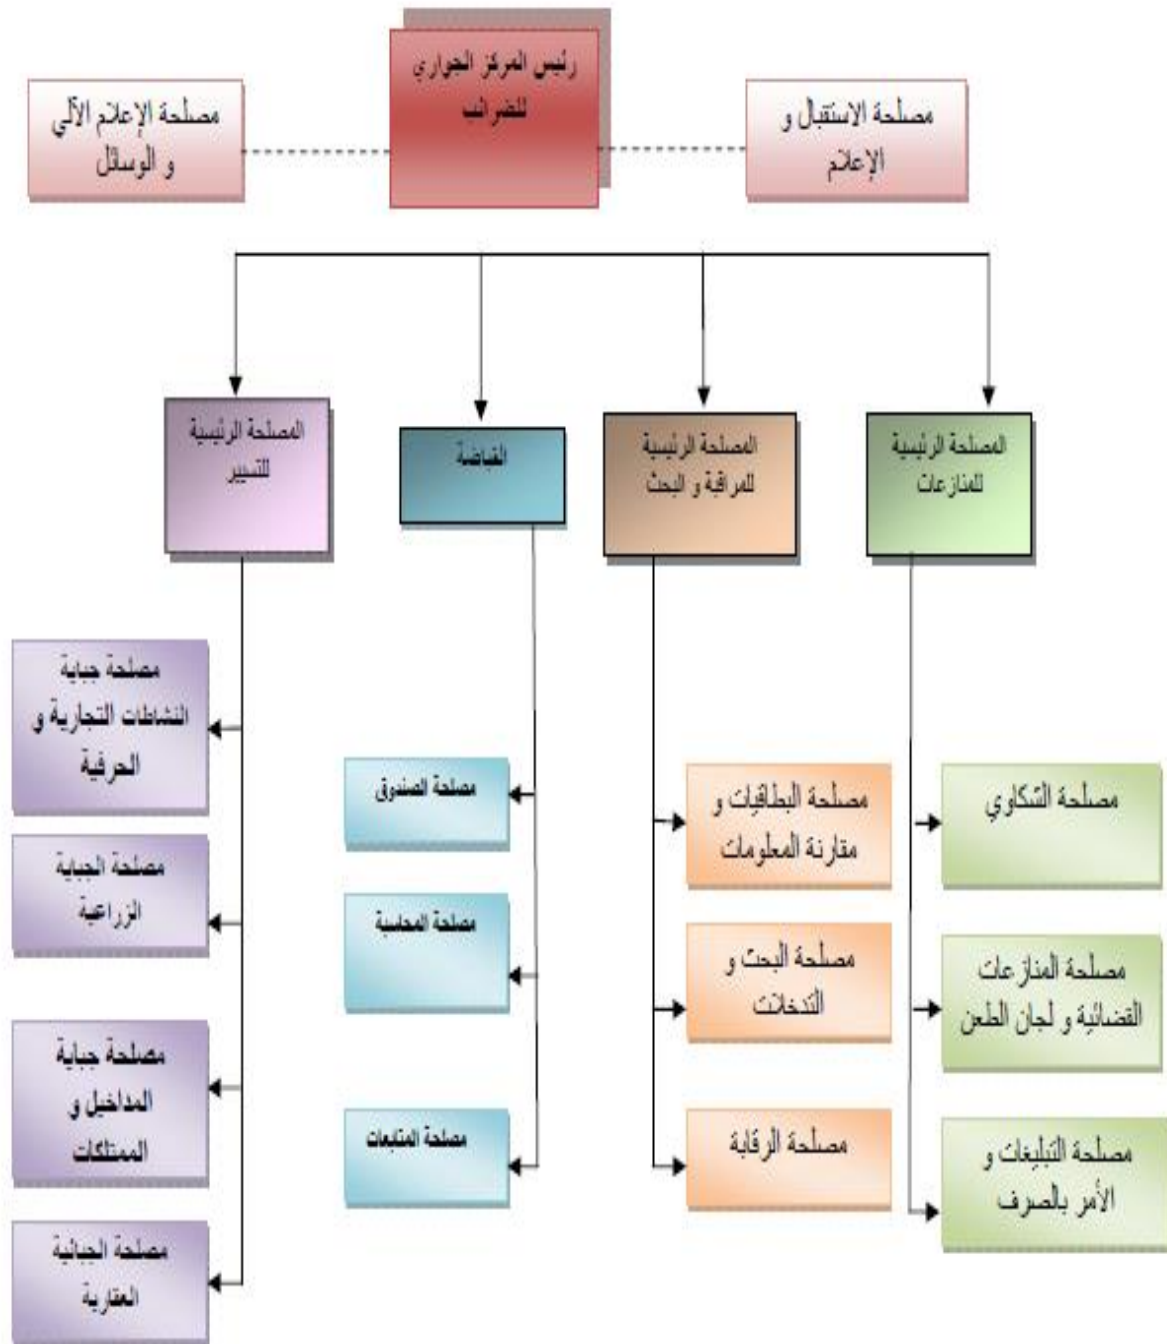 رئيس المركز الجواري
للضرائب
مصلحة الاستقبال و
الإعلام
مصلحة الإعلام الآلي
و الوسائل
المصلحة الرئيسية
للمنازعات
المصلحة الرئيسية
للمراقبة و البحث
القباضة
المصلحة الرئيسية
للتسيير
مصلحة الشكاوي
مصلحة المنازعات
القضائية و لجان الطعن
مصلحة التبليغات و
الأمر بالصرف
مصلحة البطاقيات و
مقارنة المعلومات
مصلحة البحث و
التدخلات
مصلحة الرقابة
مصلحة الصندوق
مصلحة المحاسبة
مصلحة المتابعات
مصلحة جباية
النشاطات التجارية و
الحرفية
مصلحة الجباية
الزراعية
مصلحة جباية
المداخيل و
الممتلكات
مصلحة الجبائية
العقارية